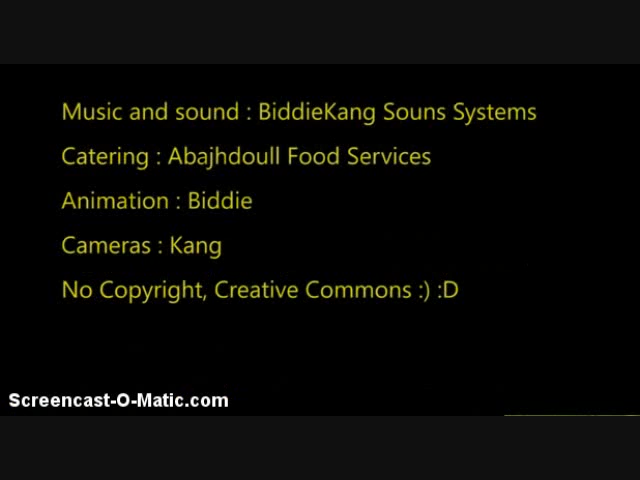 Music and sound : BiddieKang Souns Systems
Catering : Abajhdoull Food Services
Animation : Biddie
Cameras : Kang
No Copyright, Creative Commons :) :D
Screencast-O-Matic.com